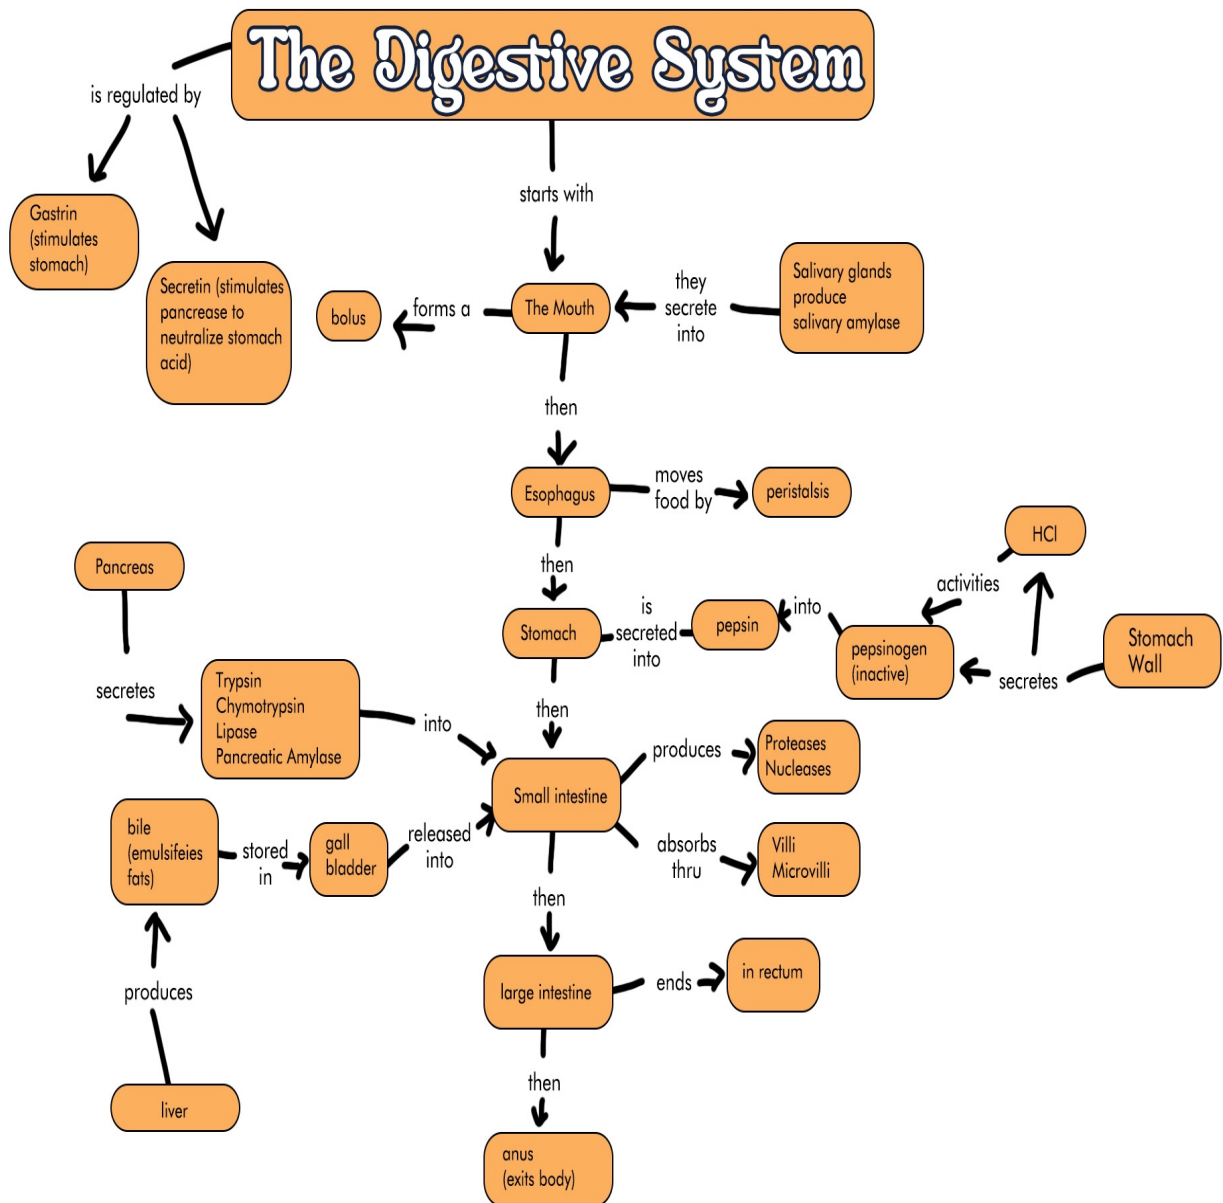 The Digestive System
is regulated by
Gastrin
(stimulates
stomach)
Secretin (stimulates
pancrease to
neutralize stomach
acid)
starts with
The Mouth
forms a
bolus
they
secrete
into
Salivary glands
produce
salivary amylase
then
Esophagus
moves
food by
peristalsis
then
Stomach
is
secreted
into
pepsin
into
pepsinogen
(inactive)
activities
HCl
secretes
Stomach
Wall
Pancreas
secretes
Trypsin
Chymotrypsin
Lipase
Pancreatic Amylase
into
then
Small intestine
produces
Proteases
Nucleases
absorbs
thru
Villi
Microvilli
bile
(emulsifeies
fats)
stored
in
gall
bladder
released
into
produces
liver
then
large intestine
ends
in rectum
then
anus
(exits body)